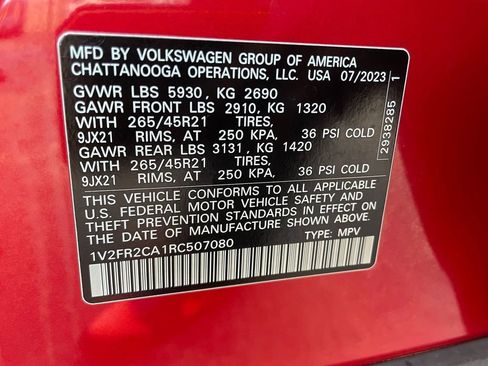 MFD BY VOLKSWAGEN GROUP OF AMERICA
CHATTANOOGA OPERATIONS, LLC. USA 07/2023
GVWR LBS 5930, KG 2690
GAWR FRONT LBS 2910, KG 1320
WITH 265/45R21 TIRES,
9JX21 RIMS, AT 250 KPA, 36 PSI COLD
GAWR REAR LBS 3131, KG 1420
WITH 265/45R21 TIRES,
9JX21 RIMS, AT 250 KPA, 36 PSI COLD
THIS VEHICLE CONFORMS TO ALL APPLICABLE
U.S. FEDERAL MOTOR VEHICLE SAFETY AND
THEFT PREVENTION STANDARDS IN EFFECT ON
THE DATE OF MANUFACTURE SHOWN ABOVE.
1V2FR2CA1RC507080 TYPE: MPV
2938285 1